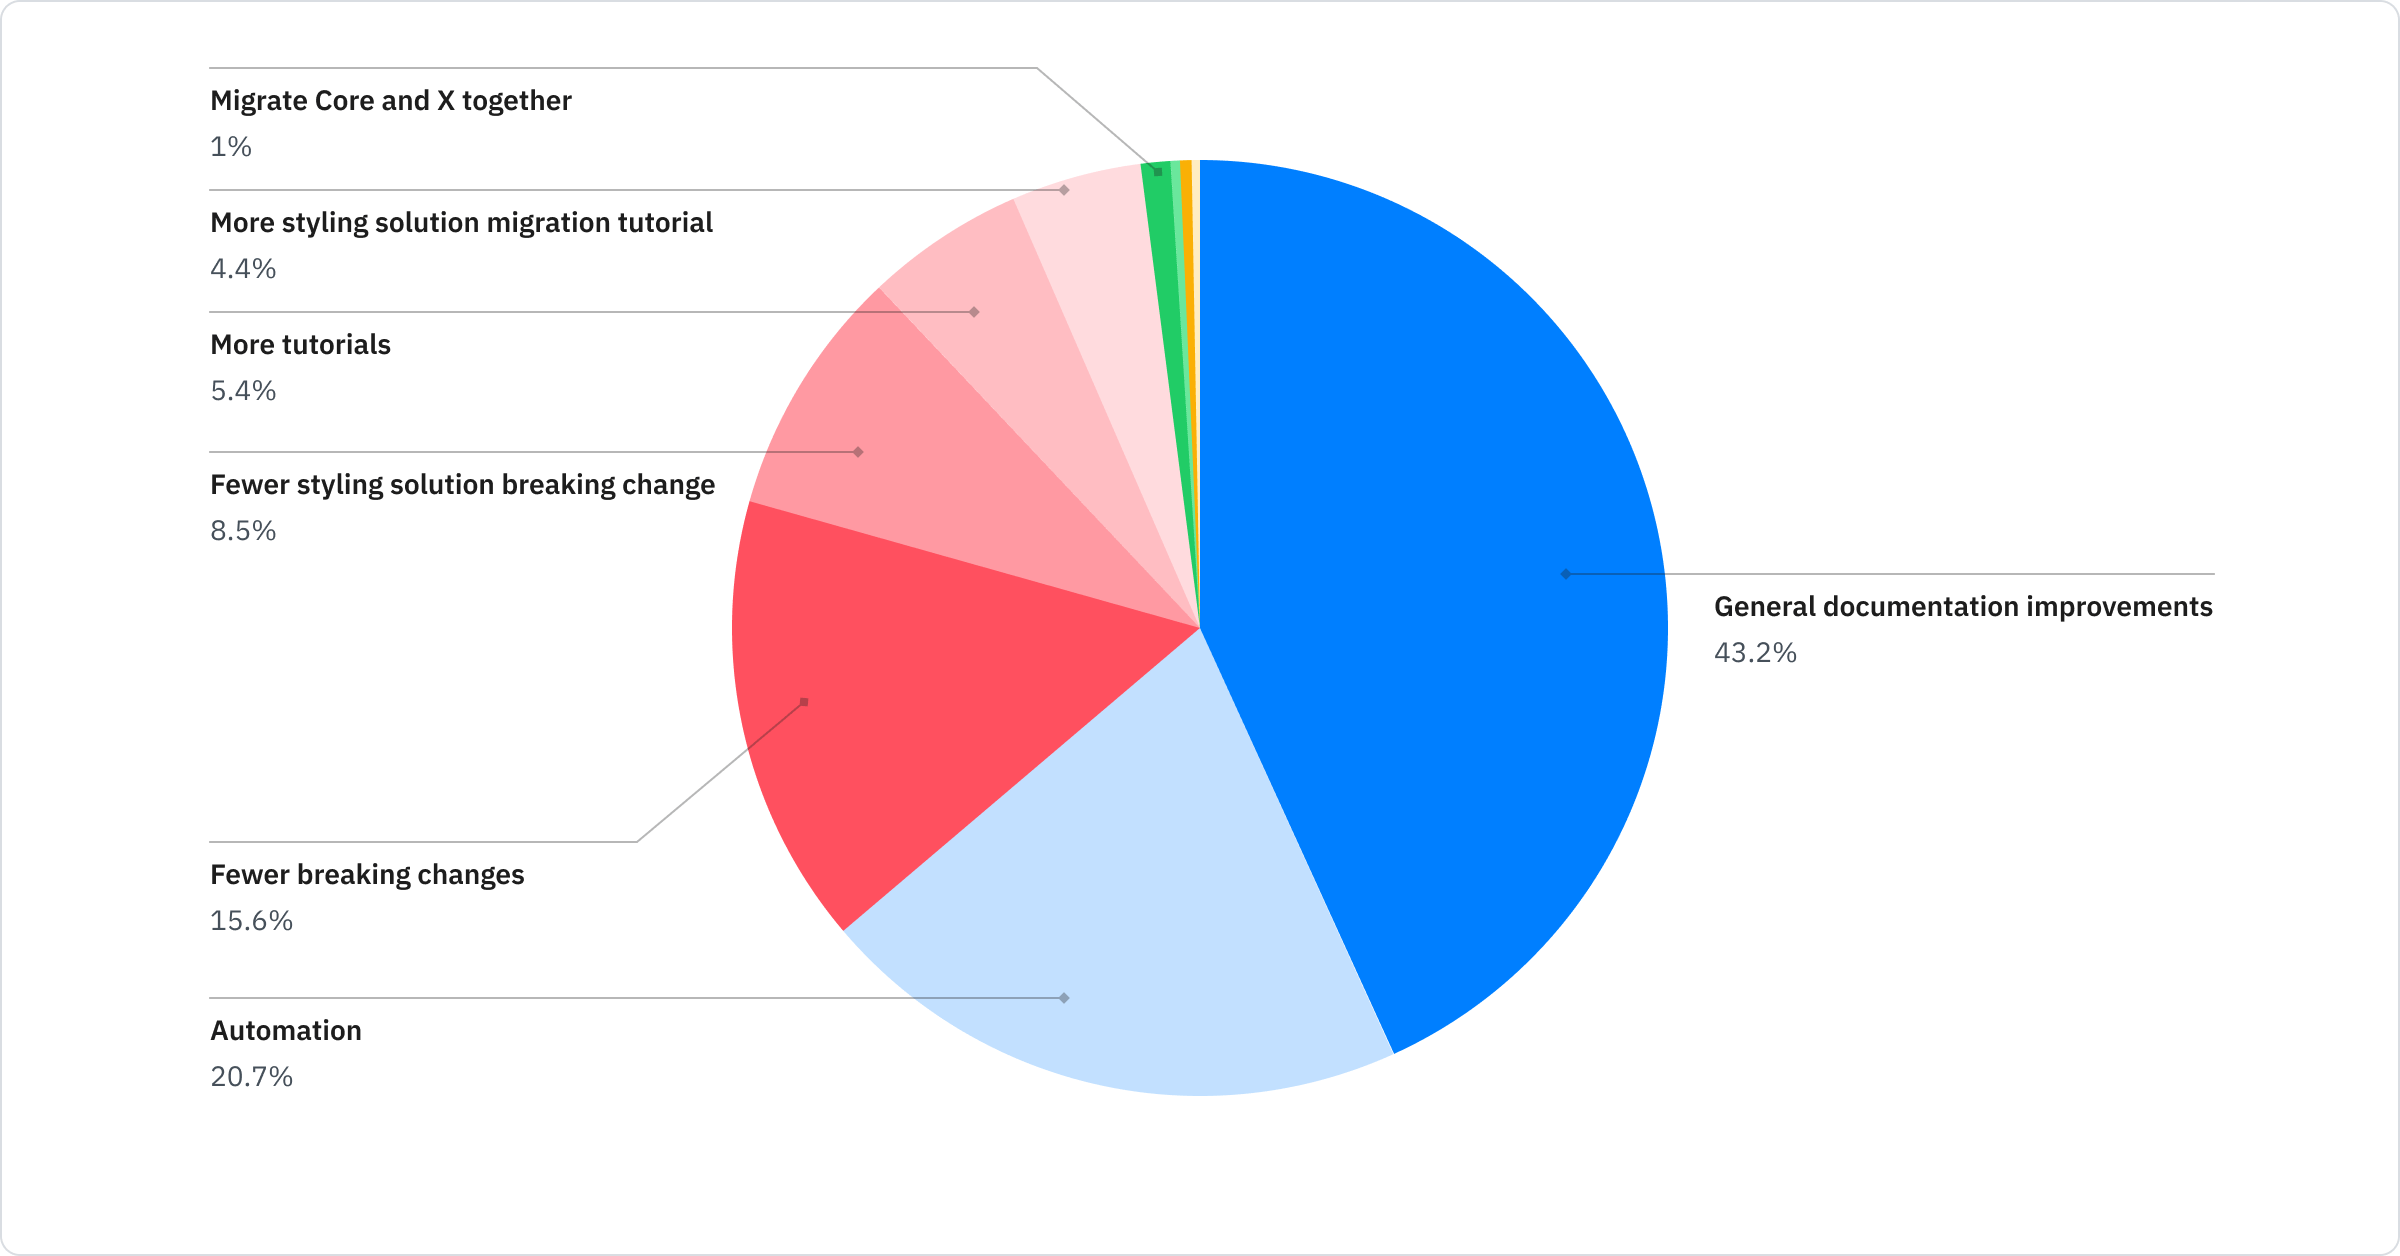 Migrate Core and X together
1%
More styling solution migration tutorial
4.4%
More tutorials
5.4%
Fewer styling solution breaking change
8.5%
General documentation improvements
43.2%
Fewer breaking changes
15.6%
Automation
20.7%